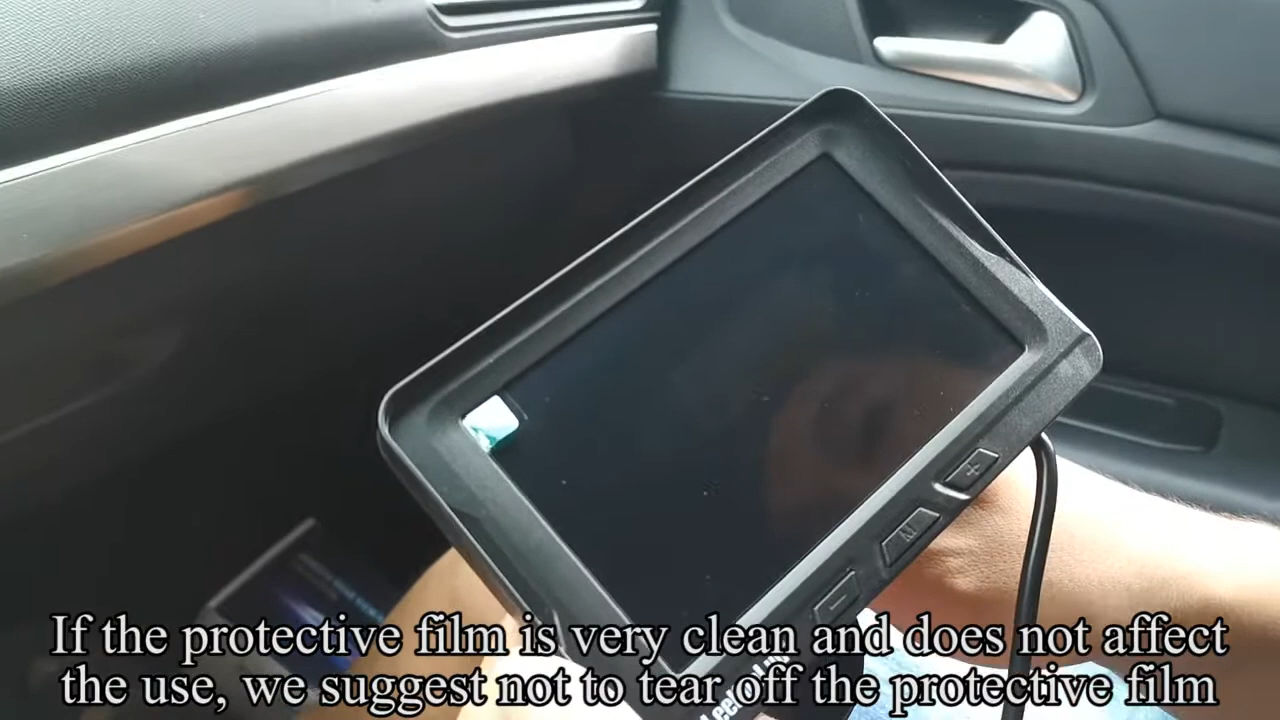 +
M
−
If the protective film is very clean and does not affect
the use, we suggest not to tear off the protective film